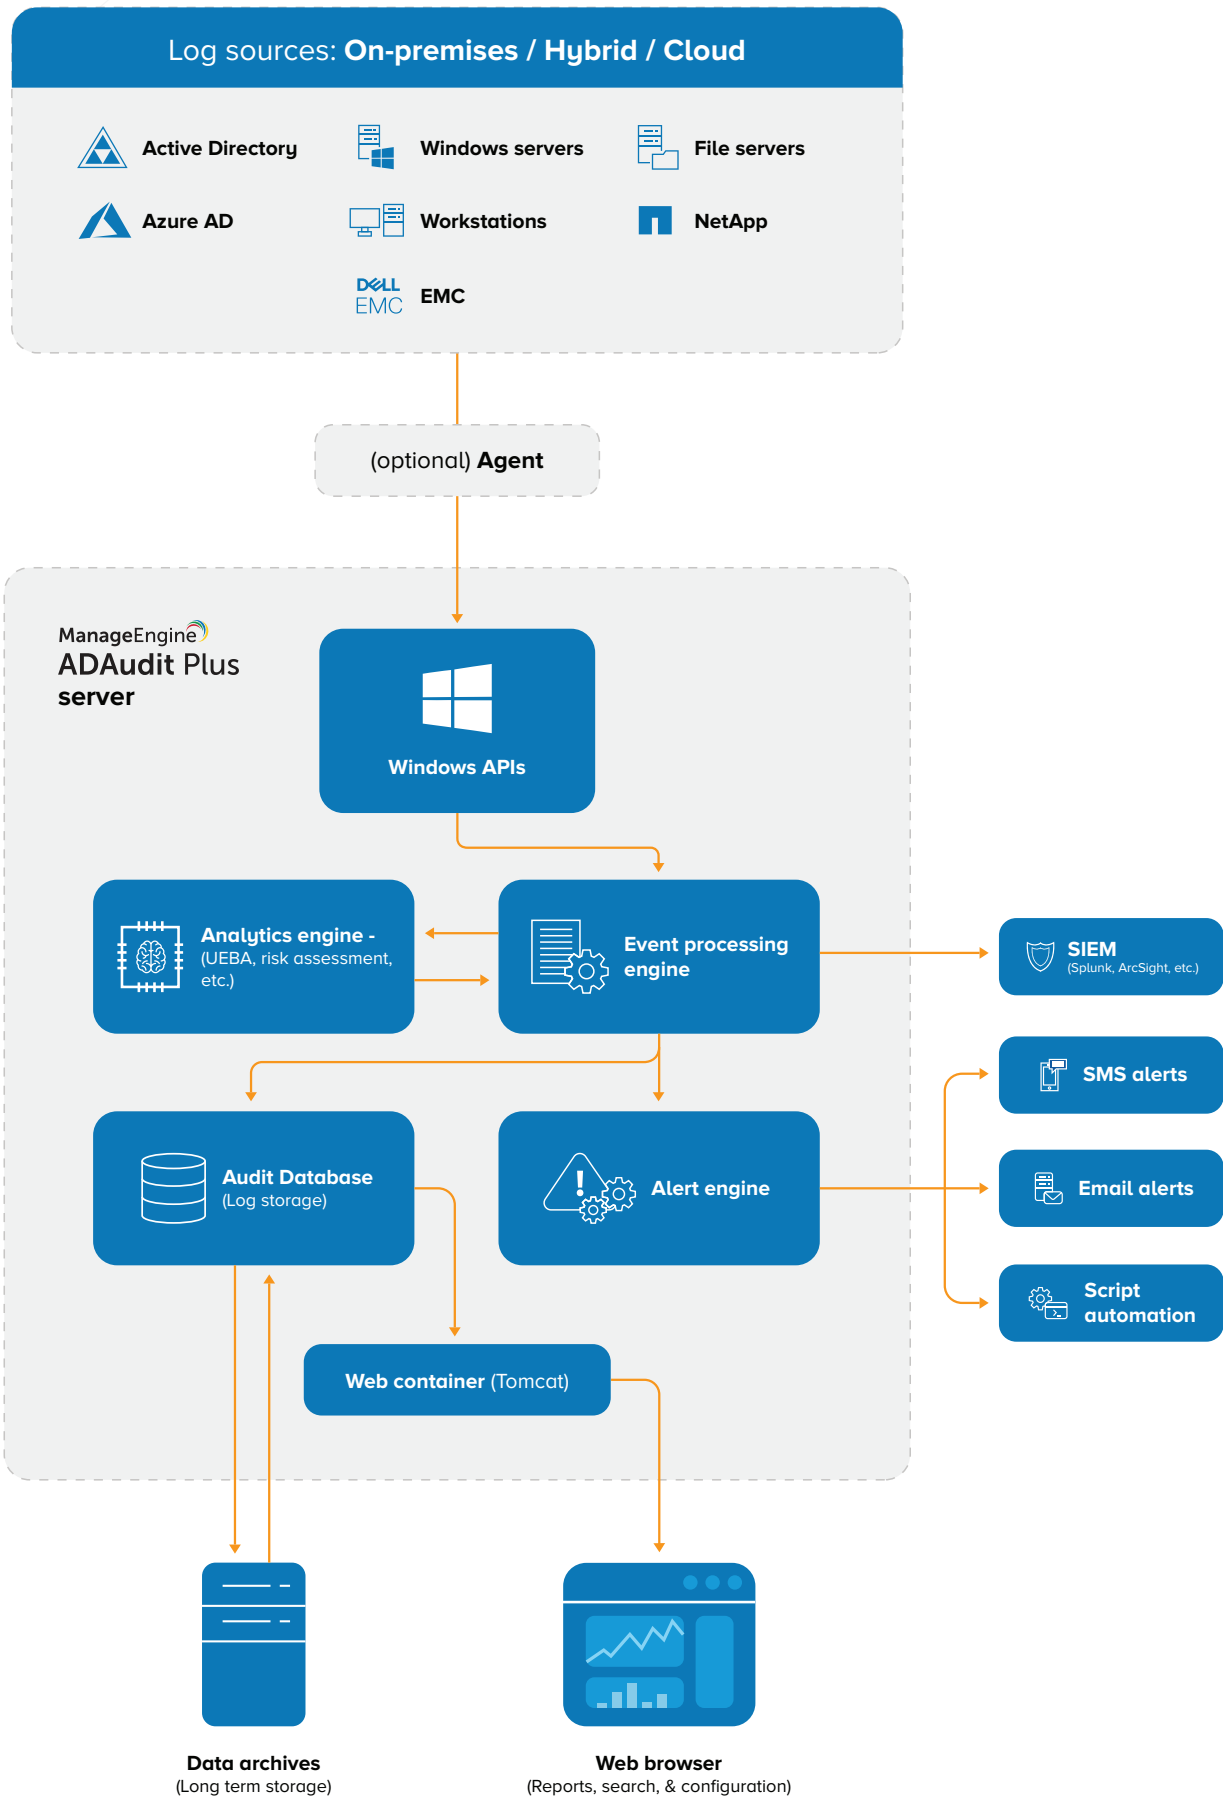 Log sources: On-premises / Hybrid / Cloud
Active Directory
Windows servers
File servers
Azure AD
Workstations
NetApp
DELL
EMC
EMC
(optional) Agent
ManageEngine
ADAudit Plus
server
Windows APIs
Analytics engine -
(UEBA, risk assessment,
etc.)
Event processing
engine
SIEM
(Splunk, ArcSight, etc.)
SMS alerts
Audit Database
(Log storage)
Alert engine
Email alerts
Script
automation
Web container (Tomcat)
Data archives
(Long term storage)
Web browser
(Reports, search, & configuration)